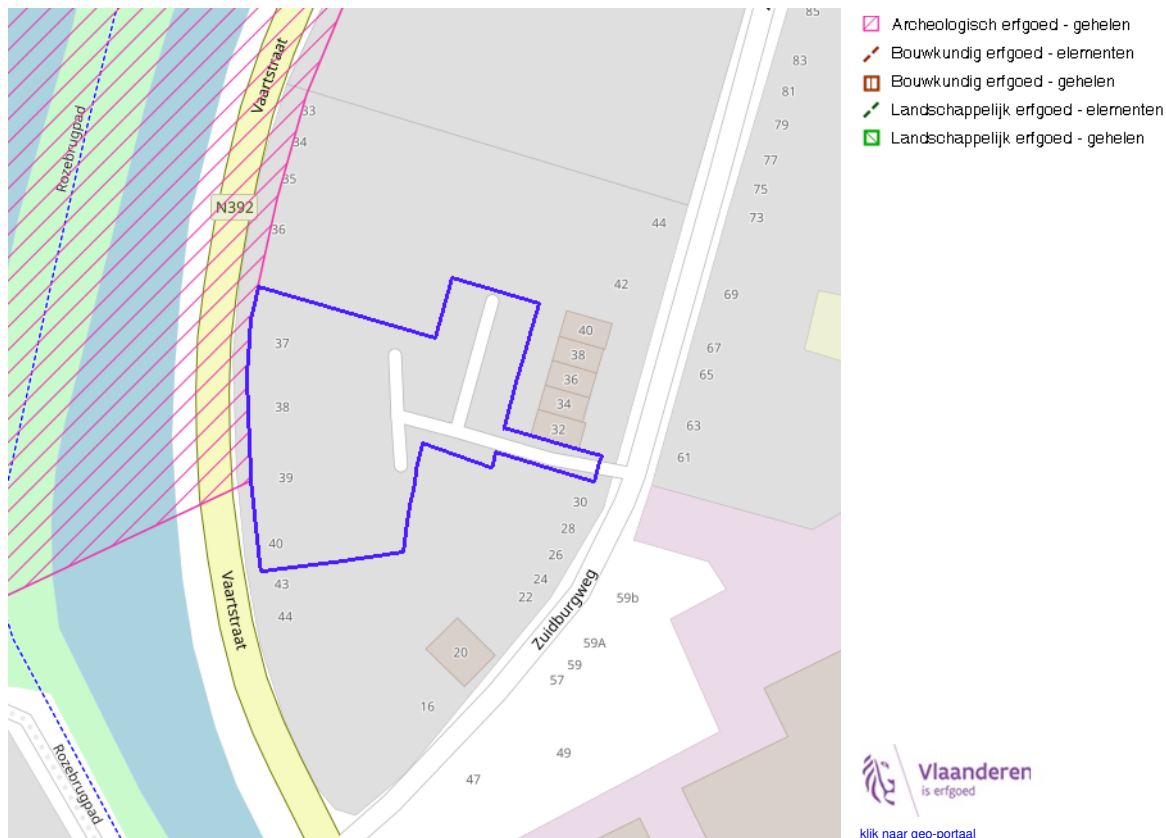 Archeologisch erfgoed - gehelen
Bouwkundig erfgoed - elementen
Bouwkundig erfgoed - gehelen
Landschappelijk erfgoed - elementen
Landschappelijk erfgoed - gehelen
Vaartstraat
Rozebrugpad
N392
33
34
35
36
37
38
39
40
43
44
85
83
81
79
77
75
73
69
67
65
63
61
44
42
40
38
36
34
32
30
28
26
24
22
20
16
Vaartstraat
Zuidburgweg
59b
59A
59
57
49
47
Rozebrugpad
Vlaanderen
is erfgoed
klik naar geo-portaal